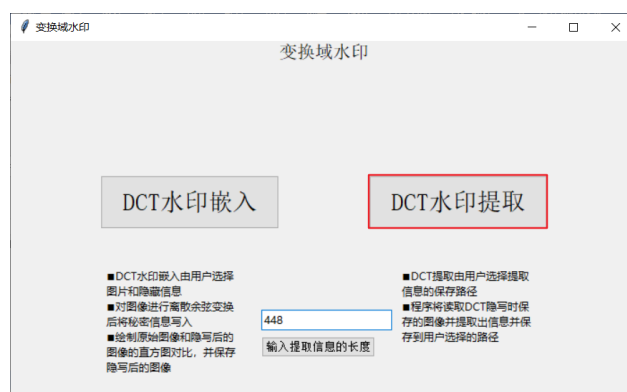 变换域水印
变换域水印
DCT水印嵌入
DCT水印提取
■DCT水印嵌入由用户选择
图片和隐藏信息
■对图像进行离散余弦变换
后将秘密信息写入
■绘制原始图像和隐写后的
图像的直方图对比，并保存
隐写后的图像
448
输入提取信息的长度
■DCT提取由用户选择提取
信息的保存路径
■程序将读取DCT隐写时保
存的图像并提取出信息并保
存到用户选择的路径